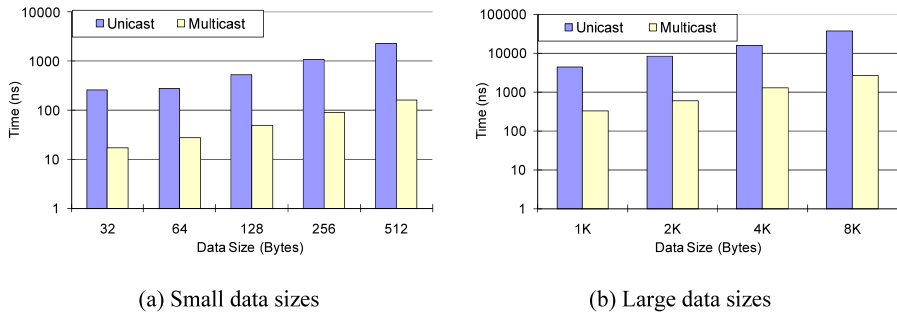 10000
1000
100
10
1
Time (ns)
Unicast
Multicast
32
64
128
256
512
Data Size (Bytes)
(a) Small data sizes
100000
10000
1000
100
10
1
Time (ns)
Unicast
Multicast
1K
2K
4K
8K
Data Size (Bytes)
(b) Large data sizes